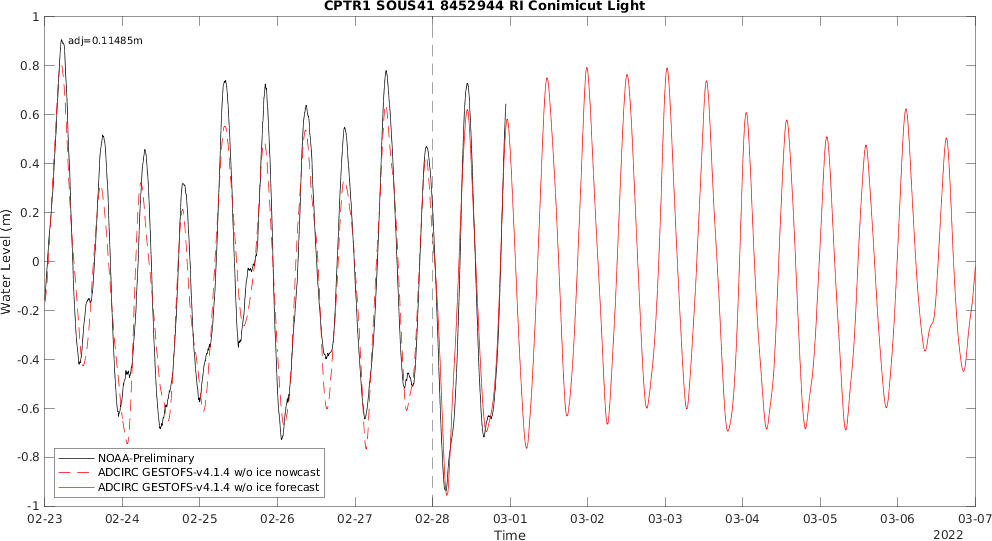 CPTR1 SOUS41 8452944 RI Conimicut Light
adj=0.11485m
1
0.8
0.6
0.4
0.2
0
-0.2
-0.4
-0.6
-0.8
-1
Water Level (m)
NOAA-Preliminary
ADCIRC GESTOFS-v4.1.4 w/o ice nowcast
ADCIRC GESTOFS-v4.1.4 w/o ice forecast
02-23 02-24 02-25 02-26 02-27 02-28 03-01 03-02 03-03 03-04 03-05 03-06 03-07
Time
2022